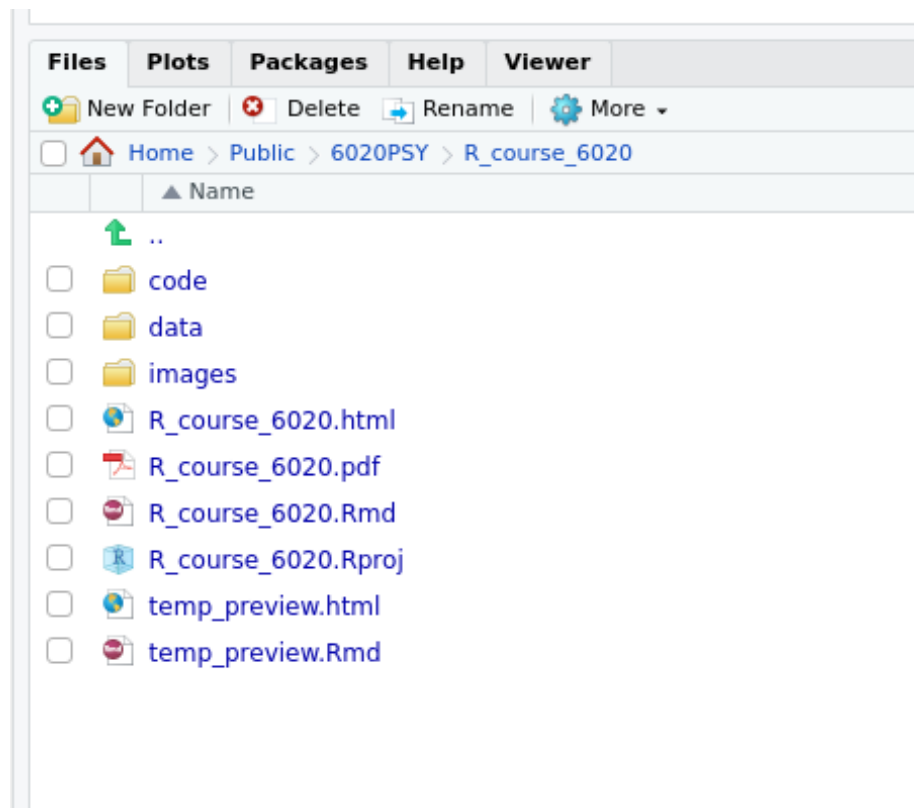 Files Plots Packages Help Viewer
New Folder Delete Rename More
Home > Public > 6020PSY > R_course_6020
Name
..
code
data
images
R_course_6020.html
R_course_6020.pdf
R_course_6020.Rmd
R_course_6020.Rproj
temp_preview.html
temp_preview.Rmd